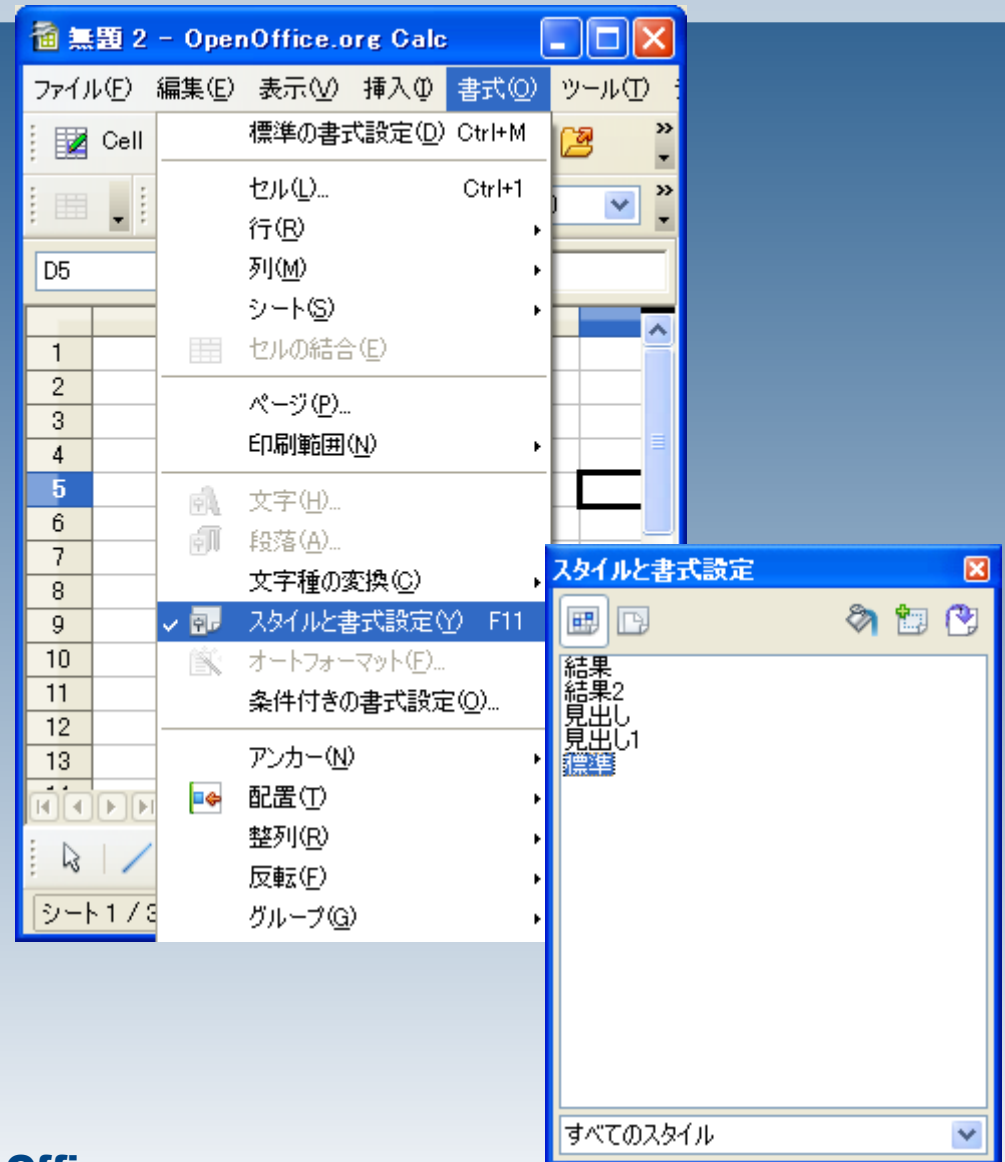 無題 2 - OpenOffice.org Calc
ファイル(F) 編集(E) 表示(V) 挿入(I) 書式(O) ツール(T)
Cell
標準の書式設定(D) Ctrl+M
セル(L)... Ctrl+1
行(R)
D5
列(M)
シート(S)
1
セルの結合(E)
2
ページ(P)...
3
4
印刷範囲(N)
5
文字(H)...
6
7
段落(A)...
8
文字種の変換(C)
9
スタイルと書式設定(Y) F11
10
オートフォーマット(F)...
11
条件付きの書式設定(O)...
12
13
アンカー(N)
配置(T)
整列(R)
反転(F)
シート 1 / 3
グループ(G)
スタイルと書式設定
結果
結果2
見出し
見出し1
標準
すべてのスタイル